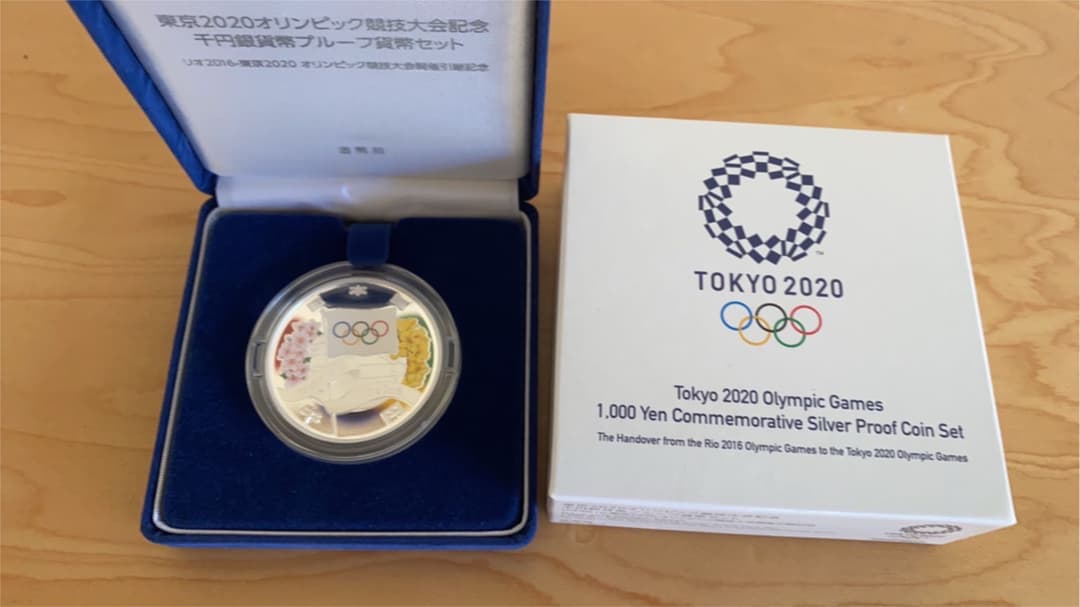 東京2020オリンピック競技大会記念
千円銀貨幣プルーフ貨幣セット
リオ2016-東京2020 オリンピック競技大会開催引継記念
造幣局
TM
TOKYO 2020
Tokyo 2020 Olympic Games
1,000 Yen Commemorative Silver Proof Coin Set
The Handover from the Rio 2016 Olympic Games to the Tokyo 2020 Olympic Games